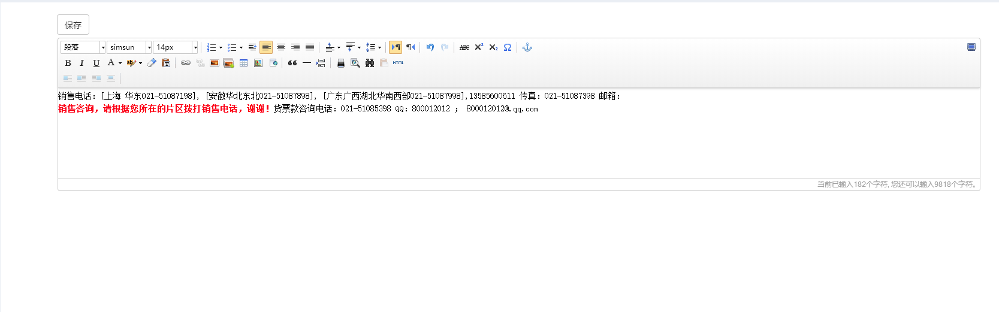 保存
段落 simsun 14px
ABC X² X₂ Ω
B I U A ab HTML
销售电话：[上海 华东021-51087198]，[安徽华北东北021-51087898]，[广东广西湖北华南西部021-51087998],13585600611 传真：021-51087398 邮箱：
销售咨询，请根据您所在的片区拨打销售电话，谢谢！货票款咨询电话：021-51085398 QQ：800012012 ； 800012012@.qq.com
当前已输入182个字符, 您还可以输入9818个字符。